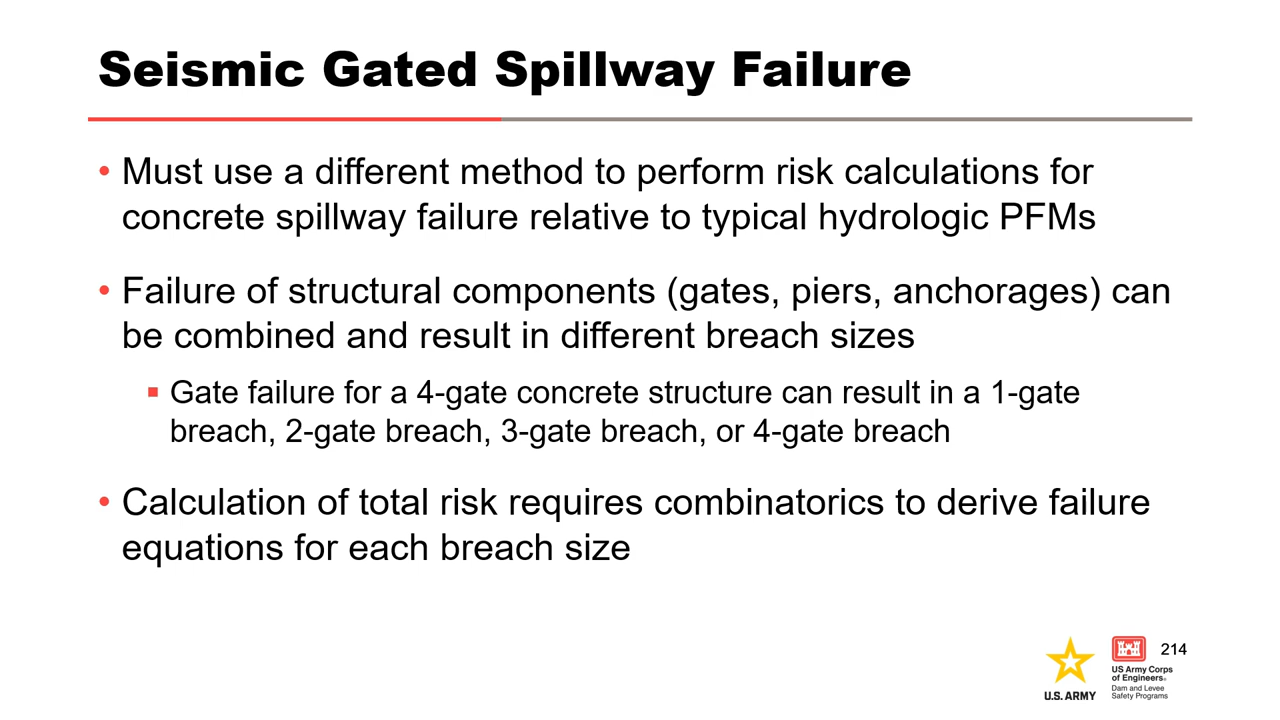 Seismic Gated Spillway Failure
• Must use a different method to perform risk calculations for
concrete spillway failure relative to typical hydrologic PFMs
• Failure of structural components (gates, piers, anchorages) can
be combined and result in different breach sizes
▪ Gate failure for a 4-gate concrete structure can result in a 1-gate
breach, 2-gate breach, 3-gate breach, or 4-gate breach
• Calculation of total risk requires combinatorics to derive failure
equations for each breach size
214
U.S. ARMY
US Army Corps
of Engineers®
Dam and Levee
Safety Programs